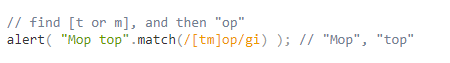 // find [t or m], and then "op"
alert( "Mop top".match(/[tm]op/gi) ); // "Mop", "top"